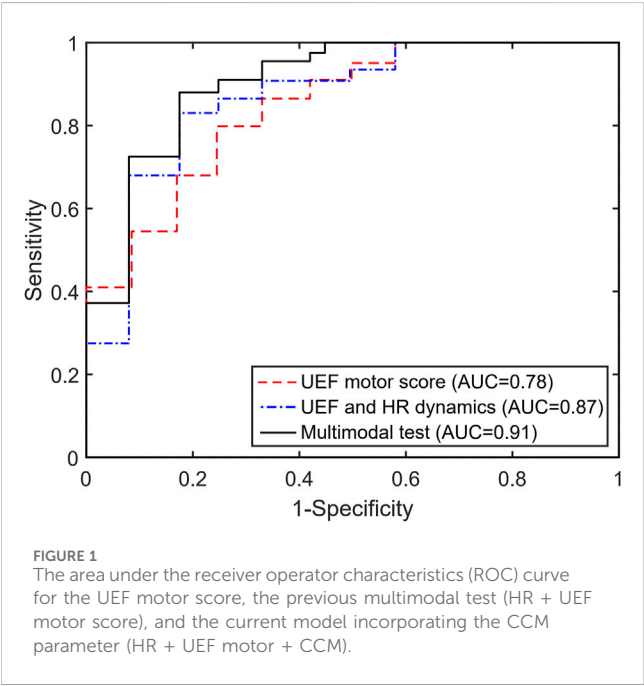 1
0.8
0.6
0.4
0.2
0
Sensitivity
UEF motor score (AUC=0.78)
UEF and HR dynamics (AUC=0.87)
Multimodal test (AUC=0.91)
0 0.2 0.4 0.6 0.8 1
1-Specificity
FIGURE 1
The area under the receiver operator characteristics (ROC) curve
for the UEF motor score, the previous multimodal test (HR + UEF
motor score), and the current model incorporating the CCM
parameter (HR + UEF motor + CCM).